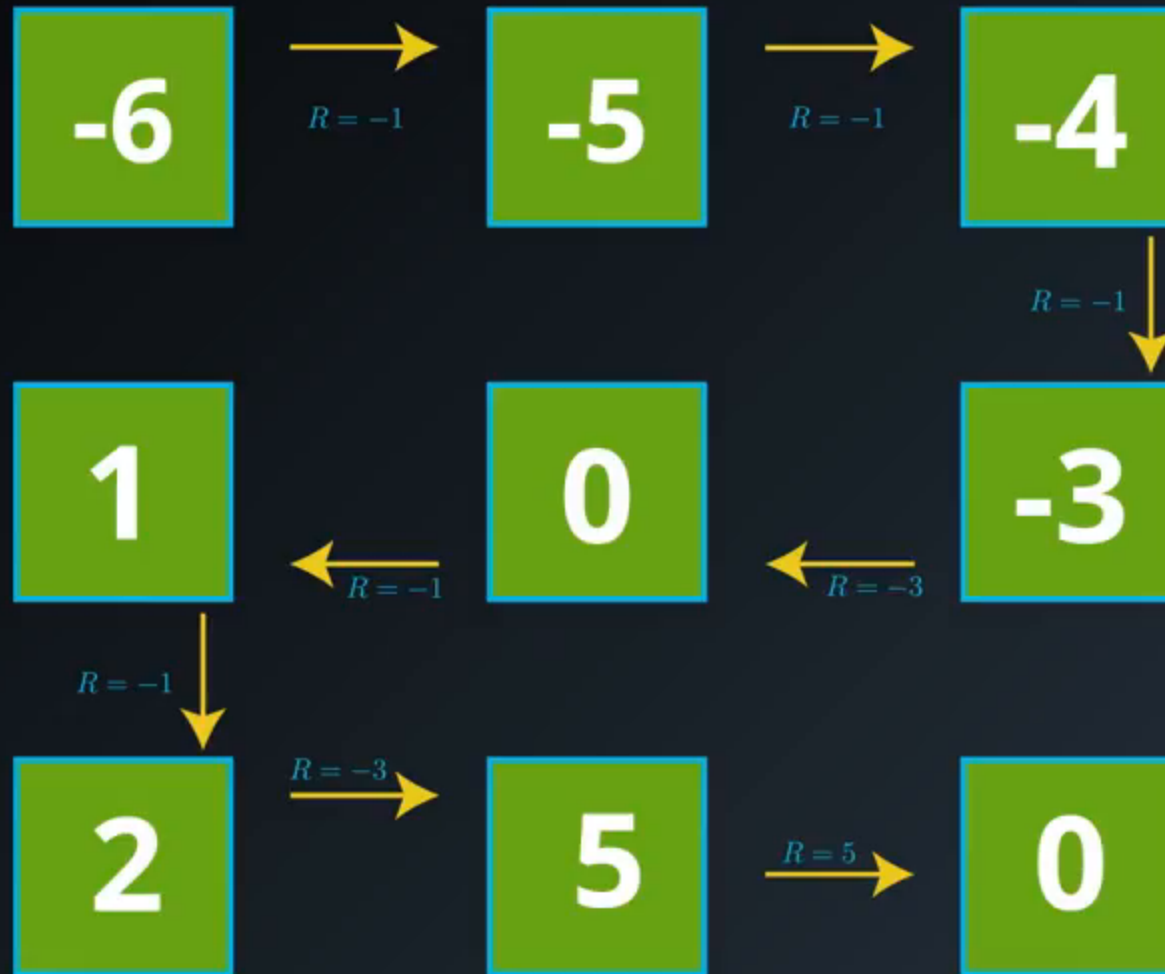 -6
R = −1
-5
R = −1
-4
R = −1
1
0
-3
R = −1
R = −3
R = −1
2
R = −3
5
R = 5
0